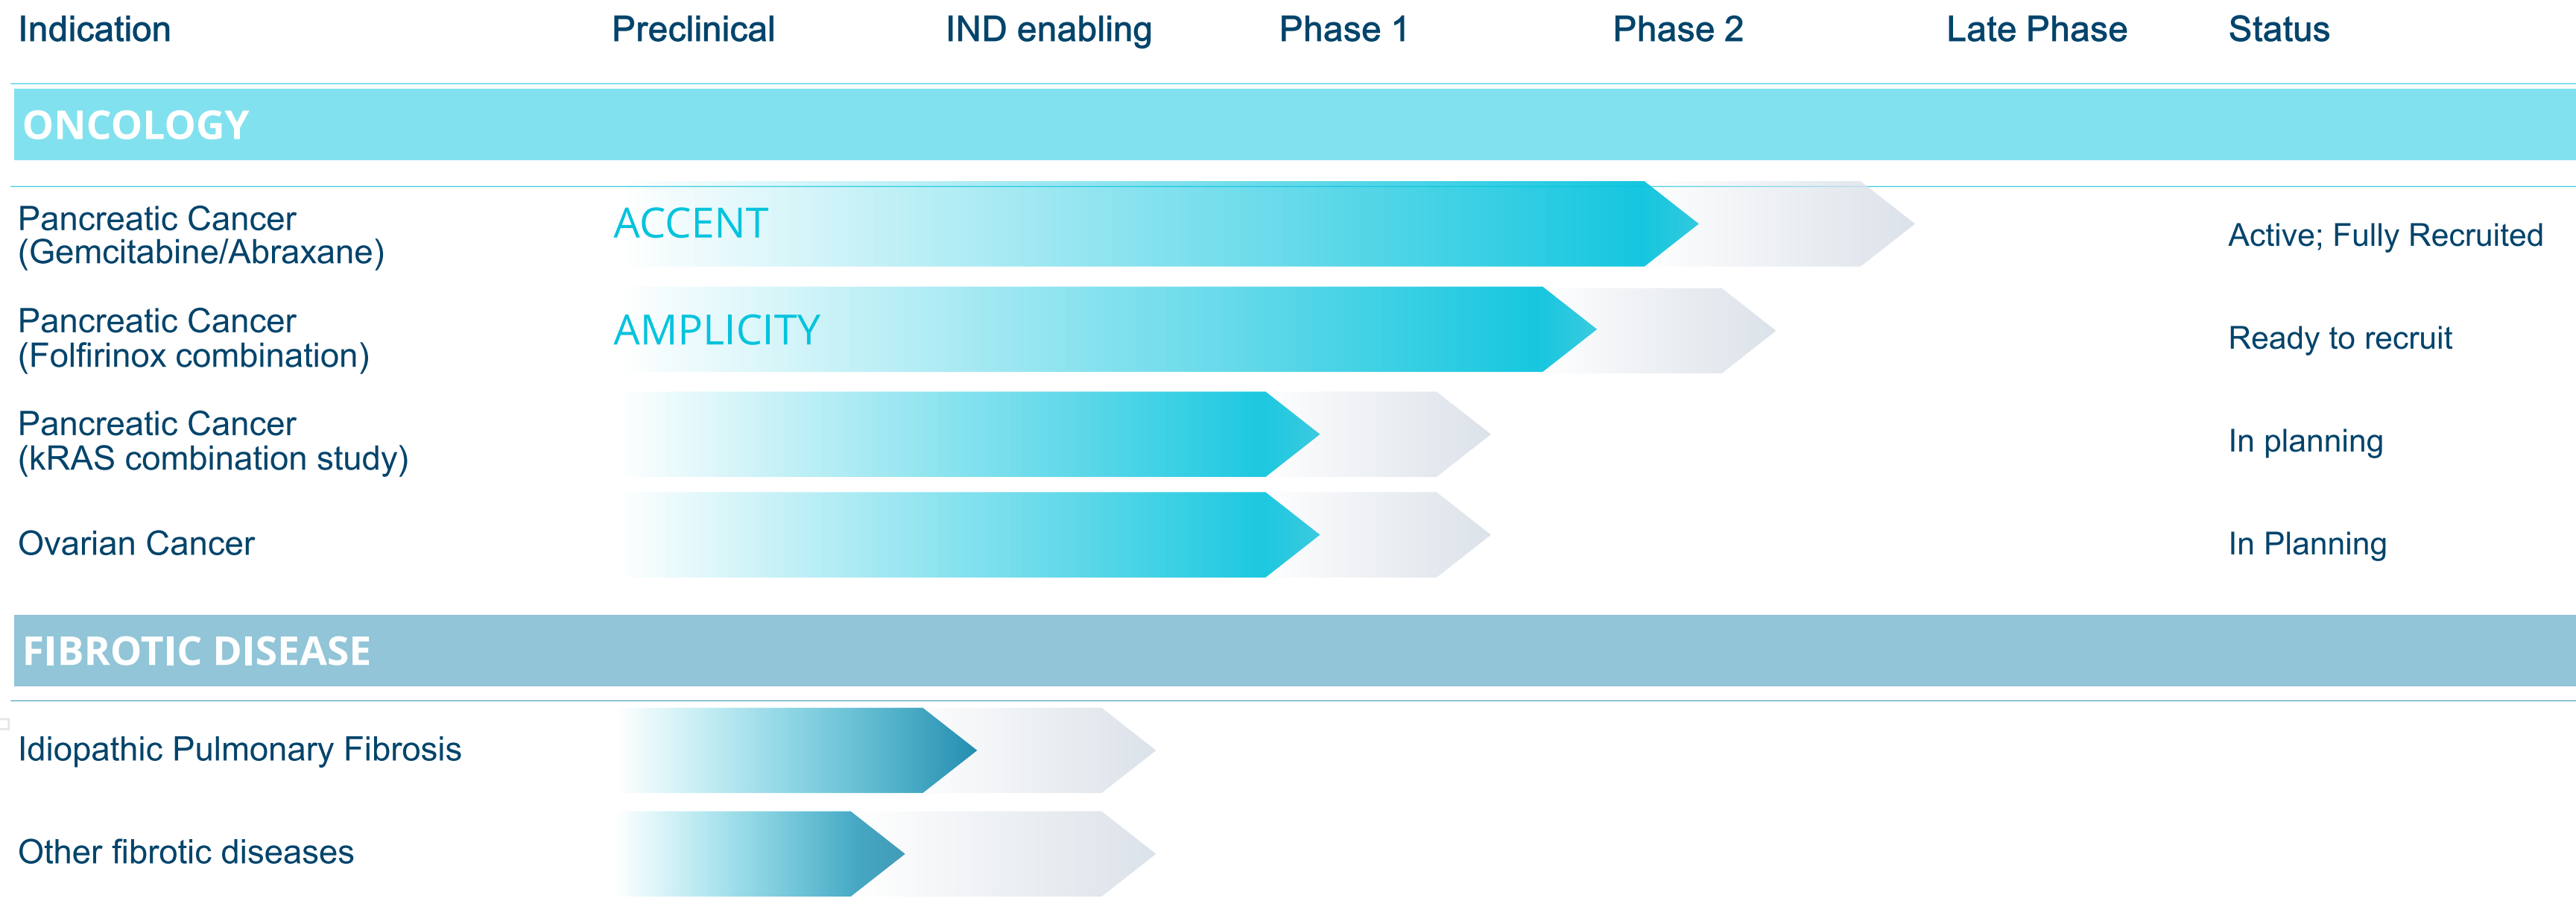 Indication Preclinical IND enabling Phase 1 Phase 2 Late Phase Status
ONCOLOGY
Pancreatic Cancer
(Gemcitabine/Abraxane)
ACCENT
Active; Fully Recruited
Pancreatic Cancer
(Folfirinox combination)
AMPLICITY
Ready to recruit
Pancreatic Cancer
(kRAS combination study)
In planning
Ovarian Cancer
In Planning
FIBROTIC DISEASE
Idiopathic Pulmonary Fibrosis
Other fibrotic diseases